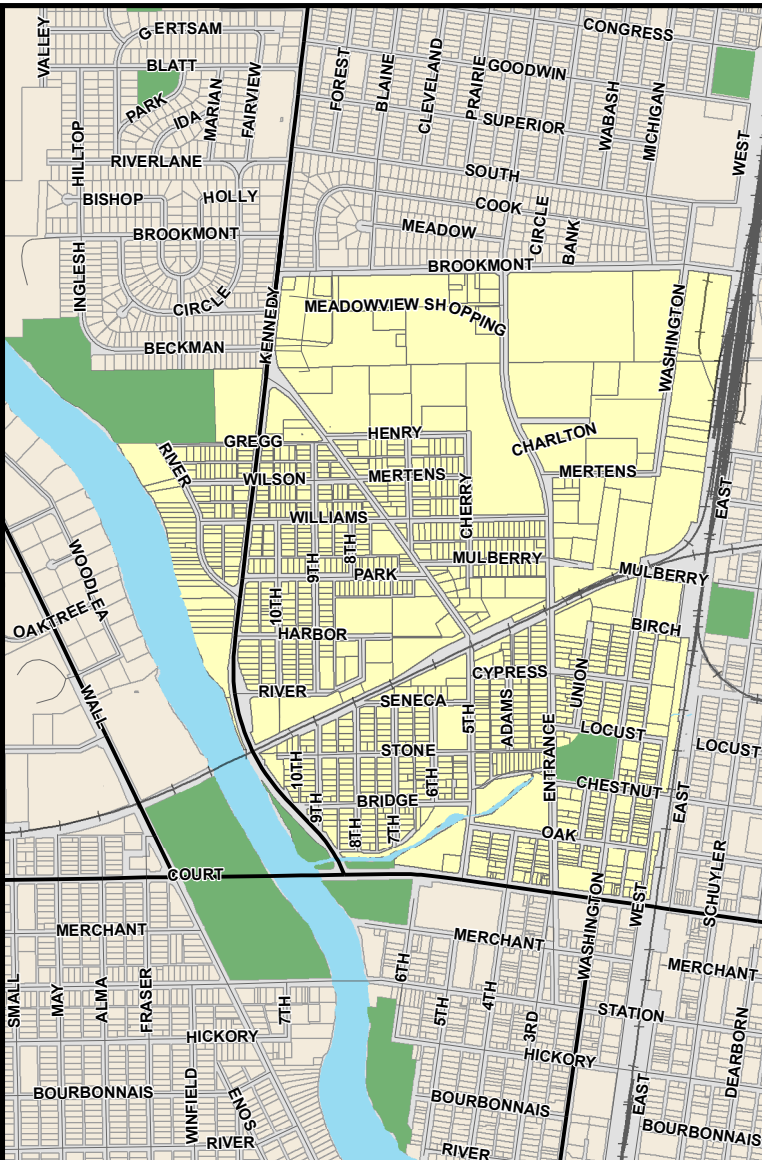 CONGRESS
GERTSAM
VALLEY
BLATT
GOODWIN
FOREST
BLAINE
CLEVELAND
PRAIRIE
WABASH
MICHIGAN
PARK
IDA
MARIAN
FAIRVIEW
SUPERIOR
WEST
HILLTOP
RIVERLANE
SOUTH
BISHOP
HOLLY
COOK
CIRCLE
BANK
MEADOW
BROOKMONT
BROOKMONT
INGLESH
CIRCLE
KENNEDY
MEADOWVIEW SHOPPING
WASHINGTON
BECKMAN
GREGG
HENRY
CHARLTON
RIVER
WILSON
MERTENS
MERTENS
CHERRY
EAST
WILLIAMS
9TH
8TH
WOODLEA
PARK
MULBERRY
MULBERRY
10TH
OAKTREE
HARBOR
BIRCH
WALL
RIVER
SENECA
CYPRESS
UNION
5TH
ADAMS
LOCUST
LOCUST
STONE
ENTRANCE
10TH
6TH
CHESTNUT
9TH
BRIDGE
EAST
8TH
7TH
OAK
COURT
WASHINGTON
WEST
SCHUYLER
MERCHANT
MERCHANT
MERCHANT
6TH
SMALL
MAY
ALMA
FRASER
7TH
5TH
4TH
3RD
STATION
HICKORY
HICKORY
DEARBORN
BOURBONNAIS
WINFIELD
ENOS
BOURBONNAIS
EAST
BOURBONNAIS
RIVER
RIVER